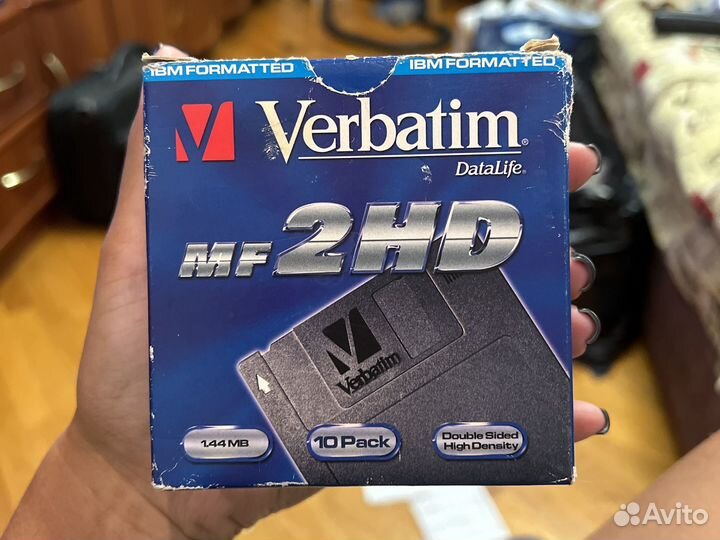 IBM FORMATTED IBM FORMATTED
Verbatim®
DataLife®
MF 2HD
Verbatim
1.44 MB
10 Pack
Double Sided
High Density
Avito